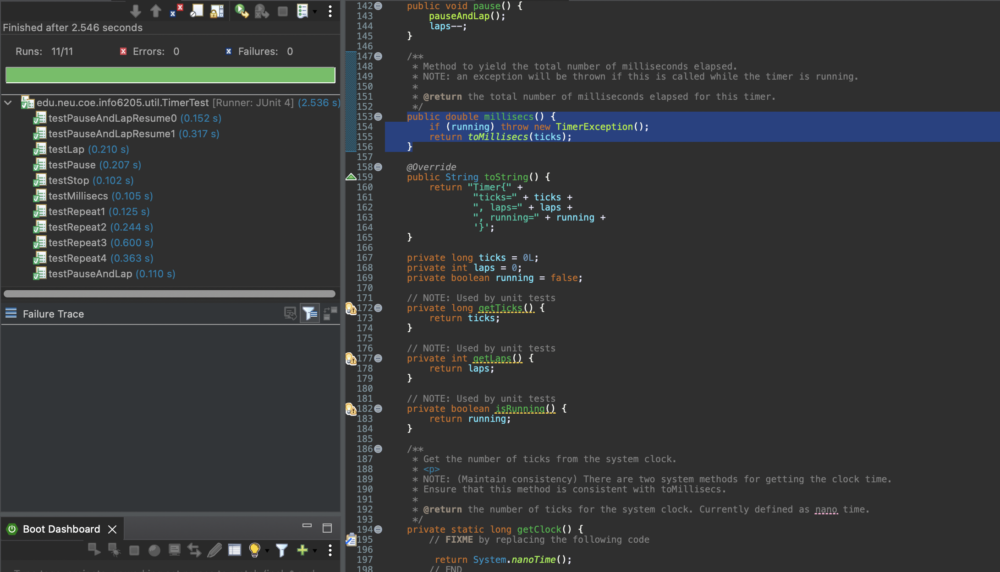 Finished after 2.546 seconds
Runs: 11/11 Errors: 0 Failures: 0
edu.neu.coe.info6205.util.TimerTest [Runner: JUnit 4] (2.536 s)
testPauseAndLapResume0 (0.152 s)
testPauseAndLapResume1 (0.317 s)
testLap (0.210 s)
testPause (0.207 s)
testStop (0.102 s)
testMillisecs (0.105 s)
testRepeat1 (0.125 s)
testRepeat2 (0.244 s)
testRepeat3 (0.600 s)
testRepeat4 (0.363 s)
testPauseAndLap (0.110 s)
Failure Trace
Boot Dashboard
142 public void pause() {
143 pauseAndLap();
144 laps--;
145 }
146
147 /**
148 * Method to yield the total number of milliseconds elapsed.
149 * NOTE: an exception will be thrown if this is called while the timer is running.
150 *
151 * @return the total number of milliseconds elapsed for this timer.
152 */
153 public double millisecs() {
154 if (running) throw new TimerException();
155 return toMillisecs(ticks);
156 }
157
158 @Override
159 public String toString() {
160 return "Timer{" +
161 "ticks=" + ticks +
162 ", laps=" + laps +
163 ", running=" + running +
164 '}';
165 }
166
167 private long ticks = 0L;
168 private int laps = 0;
169 private boolean running = false;
170
171 // NOTE: Used by unit tests
172 private long getTicks() {
173 return ticks;
174 }
175
176 // NOTE: Used by unit tests
177 private int getLaps() {
178 return laps;
179 }
180
181 // NOTE: Used by unit tests
182 private boolean isRunning() {
183 return running;
184 }
185
186 /**
187 * Get the number of ticks from the system clock.
188 * <p>
189 * NOTE: (Maintain consistency) There are two system methods for getting the clock time.
190 * Ensure that this method is consistent with toMillisecs.
191 *
192 * @return the number of ticks for the system clock. Currently defined as nano time.
193 */
194 private static long getClock() {
195 // FIXME by replacing the following code
196
197 return System.nanoTime();
198 // END